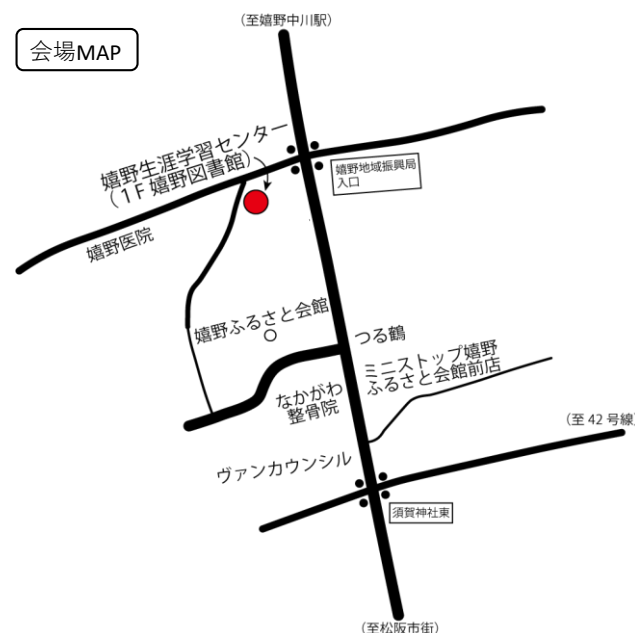 会場MAP
（至嬉野中川駅）
嬉野生涯学習センター
（１F 嬉野図書館）
嬉野地域振興局
入口
嬉野医院
嬉野ふるさと会館
つる鶴
ミニストップ嬉野
ふるさと会館前店
なかがわ
整骨院
（至 42 号線）
ヴァンカウンシル
須賀神社東
（至松阪市街）